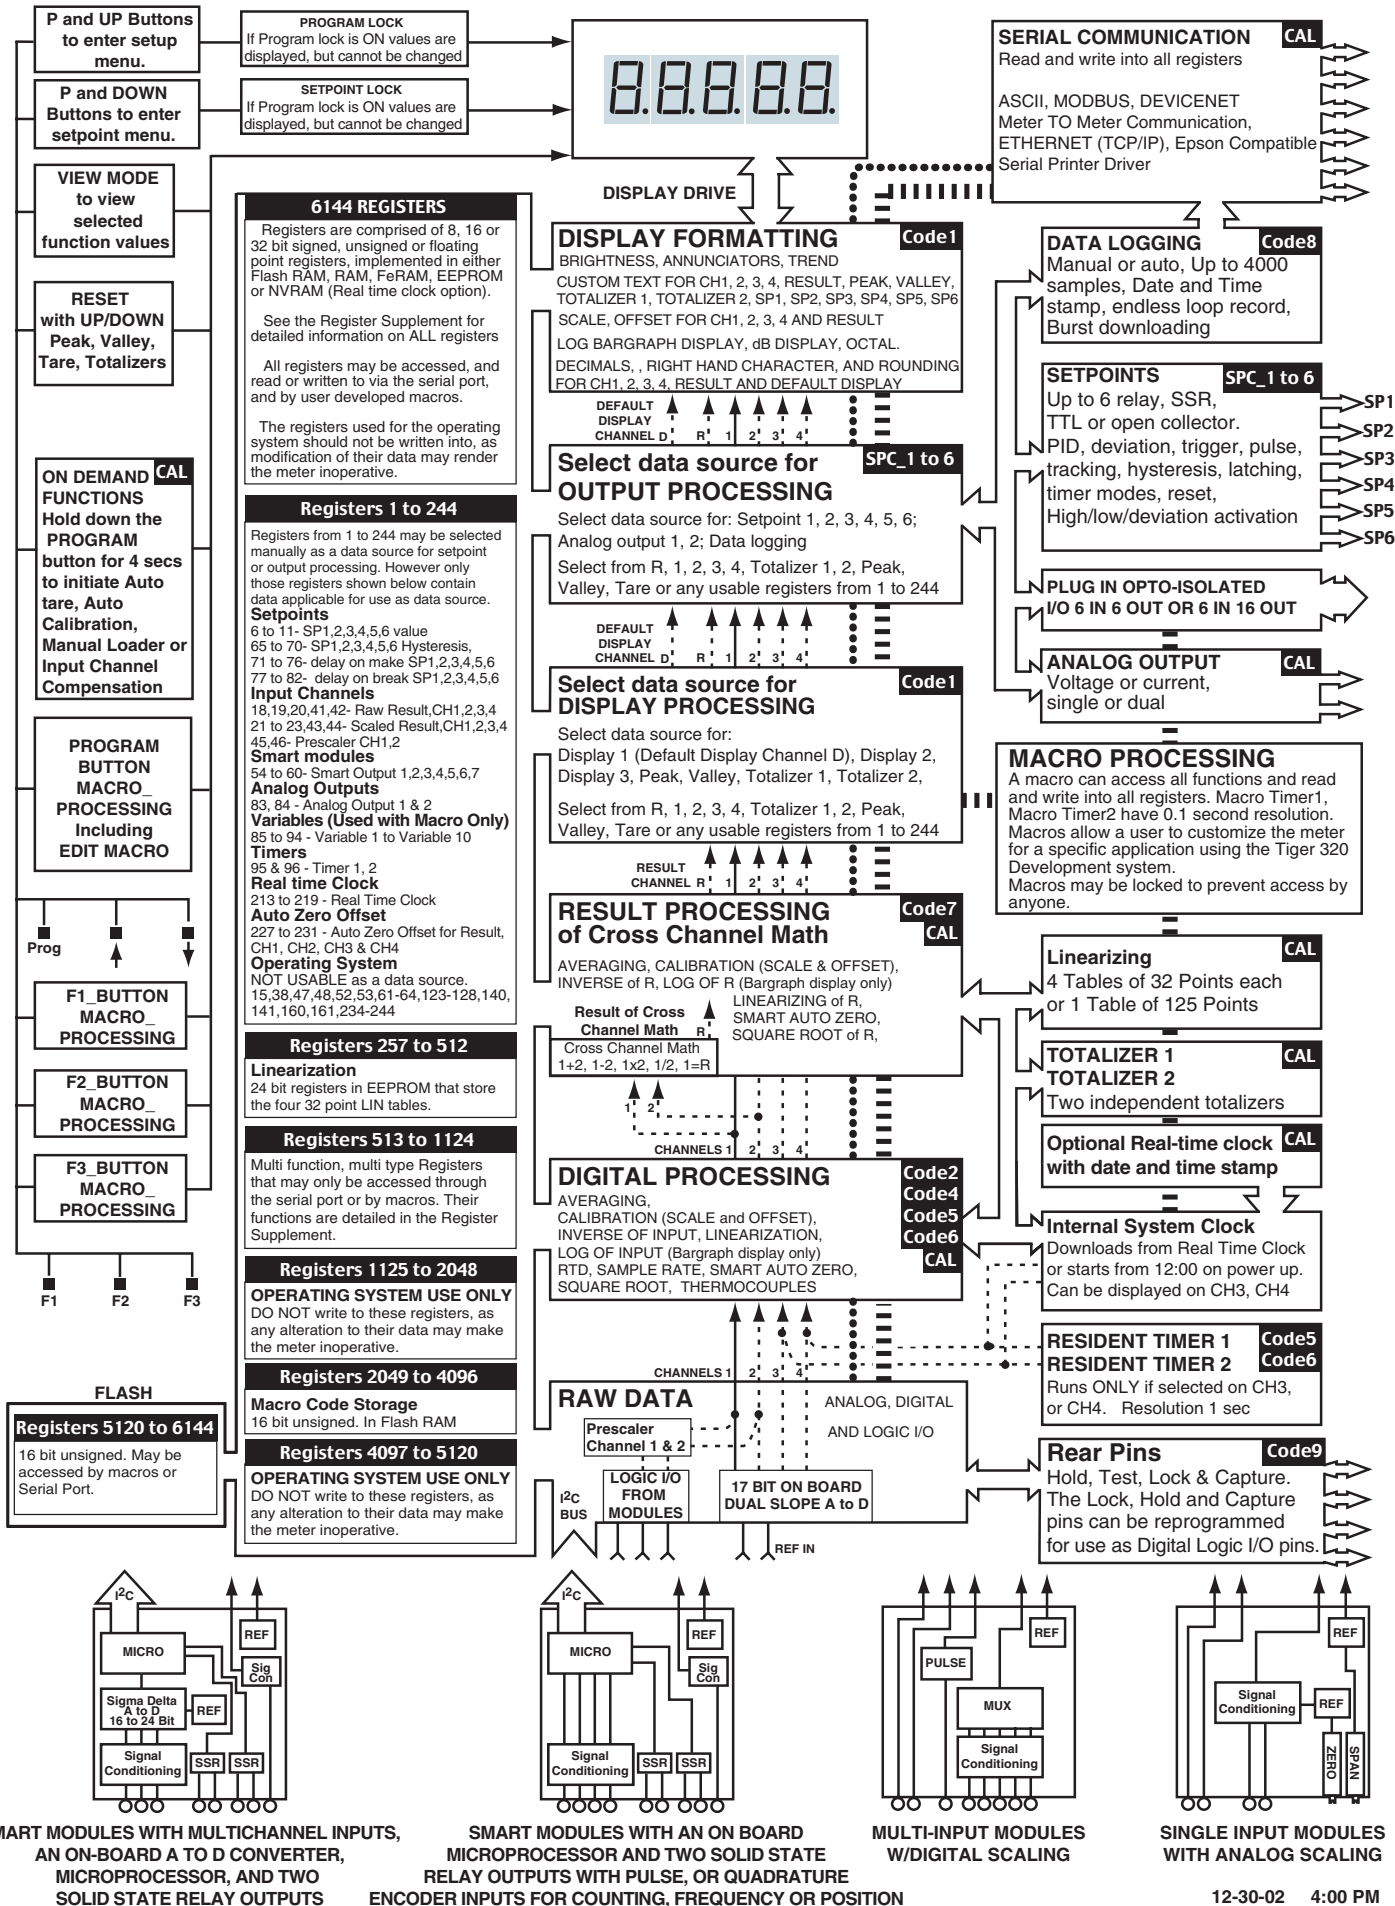 P and UP Buttons
to enter setup
menu.
PROGRAM LOCK
If Program lock is ON values are
displayed, but cannot be changed
P and DOWN
Buttons to enter
setpoint menu.
SETPOINT LOCK
If Program lock is ON values are
displayed, but cannot be changed
VIEW MODE
to view
selected
function values
RESET
with UP/DOWN
Peak, Valley,
Tare, Totalizers
ON DEMAND CAL
FUNCTIONS
Hold down the
PROGRAM
button for 4 secs
to initiate Auto
tare, Auto
Calibration,
Manual Loader or
Input Channel
Compensation
PROGRAM
BUTTON
MACRO_
PROCESSING
Including
EDIT MACRO
Prog
F1_BUTTON
MACRO_
PROCESSING
F2_BUTTON
MACRO_
PROCESSING
F3_BUTTON
MACRO_
PROCESSING
F1 F2 F3
FLASH
Registers 5120 to 6144
16 bit unsigned. May be
accessed by macros or
Serial Port.
6144 REGISTERS
Registers are comprised of 8, 16 or
32 bit signed, unsigned or floating
point registers, implemented in either
Flash RAM, RAM, FeRAM, EEPROM
or NVRAM (Real time clock option).
See the Register Supplement for
detailed information on ALL registers
All registers may be accessed, and
read or written to via the serial port,
and by user developed macros.
The registers used for the operating
system should not be written into, as
modification of their data may render
the meter inoperative.
Registers 1 to 244
Registers from 1 to 244 may be selected
manually as a data source for setpoint
or output processing. However only
those registers shown below contain
data applicable for use as data source.
Setpoints
6 to 11- SP1,2,3,4,5,6 value
65 to 70- SP1,2,3,4,5,6 Hysteresis,
71 to 76- delay on make SP1,2,3,4,5,6
77 to 82- delay on break SP1,2,3,4,5,6
Input Channels
18,19,20,41,42- Raw Result,CH1,2,3,4
21 to 23,43,44- Scaled Result,CH1,2,3,4
45,46- Prescaler CH1,2
Smart modules
54 to 60- Smart Output 1,2,3,4,5,6,7
Analog Outputs
83, 84 - Analog Output 1 & 2
Variables (Used with Macro Only)
85 to 94 - Variable 1 to Variable 10
Timers
95 & 96 - Timer 1, 2
Real time Clock
213 to 219 - Real Time Clock
Auto Zero Offset
227 to 231 - Auto Zero Offset for Result,
CH1, CH2, CH3 & CH4
Operating System
NOT USABLE as a data source.
15,38,47,48,52,53,61-64,123-128,140,
141,160,161,234-244
Registers 257 to 512
Linearization
24 bit registers in EEPROM that store
the four 32 point LIN tables.
Registers 513 to 1124
Multi function, multi type Registers
that may only be accessed through
the serial port or by macros. Their
functions are detailed in the Register
Supplement.
Registers 1125 to 2048
OPERATING SYSTEM USE ONLY
DO NOT write to these registers, as
any alteration to their data may make
the meter inoperative.
Registers 2049 to 4096
Macro Code Storage
16 bit unsigned. In Flash RAM
Registers 4097 to 5120
OPERATING SYSTEM USE ONLY
DO NOT write to these registers, as
any alteration to their data may make
the meter inoperative.
8.8.8.8.8.
DISPLAY DRIVE
DISPLAY FORMATTING Code1
BRIGHTNESS, ANNUNCIATORS, TREND
CUSTOM TEXT FOR CH1, 2, 3, 4, RESULT, PEAK, VALLEY,
TOTALIZER 1, TOTALIZER 2, SP1, SP2, SP3, SP4, SP5, SP6
SCALE, OFFSET FOR CH1, 2, 3, 4 AND RESULT
LOG BARGRAPH DISPLAY, dB DISPLAY, OCTAL.
DECIMALS, , RIGHT HAND CHARACTER, AND ROUNDING
FOR CH1, 2, 3, 4, RESULT AND DEFAULT DISPLAY
DEFAULT
DISPLAY
CHANNEL D R 1 2 3 4
Select data source for SPC_1 to 6
OUTPUT PROCESSING
Select data source for: Setpoint 1, 2, 3, 4, 5, 6;
Analog output 1, 2; Data logging
Select from R, 1, 2, 3, 4, Totalizer 1, 2, Peak,
Valley, Tare or any usable registers from 1 to 244
DEFAULT
DISPLAY
CHANNEL D R 1 2 3 4
Select data source for Code1
DISPLAY PROCESSING
Select data source for:
Display 1 (Default Display Channel D), Display 2,
Display 3, Peak, Valley, Totalizer 1, Totalizer 2,
Select from R, 1, 2, 3, 4, Totalizer 1, 2, Peak,
Valley, Tare or any usable registers from 1 to 244
RESULT
CHANNEL R 1 2 3 4
RESULT PROCESSING Code7
of Cross Channel Math CAL
AVERAGING, CALIBRATION (SCALE & OFFSET),
INVERSE of R, LOG OF R (Bargraph display only)
LINEARIZING of R,
SMART AUTO ZERO,
SQUARE ROOT of R,
Result of Cross
Channel Math R
Cross Channel Math
1+2, 1-2, 1x2, 1/2, 1=R
1 2
CHANNELS 1 2 3 4
DIGITAL PROCESSING Code2
Code4
Code5
Code6
CAL
AVERAGING,
CALIBRATION (SCALE and OFFSET),
INVERSE OF INPUT, LINEARIZATION,
LOG OF INPUT (Bargraph display only)
RTD, SAMPLE RATE, SMART AUTO ZERO,
SQUARE ROOT, THERMOCOUPLES
CHANNELS 1 2 3 4
RAW DATA
ANALOG, DIGITAL
AND LOGIC I/O
Prescaler
Channel 1 & 2
LOGIC I/O
FROM
MODULES
17 BIT ON BOARD
DUAL SLOPE A to D
I2C
BUS
REF IN
SERIAL COMMUNICATION CAL
Read and write into all registers
ASCII, MODBUS, DEVICENET
Meter TO Meter Communication,
ETHERNET (TCP/IP), Epson Compatible
Serial Printer Driver
DATA LOGGING Code8
Manual or auto, Up to 4000
samples, Date and Time
stamp, endless loop record,
Burst downloading
SETPOINTS SPC_1 to 6
Up to 6 relay, SSR,
TTL or open collector.
PID, deviation, trigger, pulse,
tracking, hysteresis, latching,
timer modes, reset,
High/low/deviation activation
SP1
SP2
SP3
SP4
SP5
SP6
PLUG IN OPTO-ISOLATED
I/O 6 IN 6 OUT OR 6 IN 16 OUT
ANALOG OUTPUT CAL
Voltage or current,
single or dual
MACRO PROCESSING
A macro can access all functions and read
and write into all registers. Macro Timer1,
Macro Timer2 have 0.1 second resolution.
Macros allow a user to customize the meter
for a specific application using the Tiger 320
Development system.
Macros may be locked to prevent access by
anyone.
Linearizing CAL
4 Tables of 32 Points each
or 1 Table of 125 Points
TOTALIZER 1 CAL
TOTALIZER 2
Two independent totalizers
Optional Real-time clock CAL
with date and time stamp
Internal System Clock
Downloads from Real Time Clock
or starts from 12:00 on power up.
Can be displayed on CH3, CH4
RESIDENT TIMER 1 Code5
RESIDENT TIMER 2 Code6
Runs ONLY if selected on CH3,
or CH4. Resolution 1 sec
Rear Pins Code9
Hold, Test, Lock & Capture.
The Lock, Hold and Capture
pins can be reprogrammed
for use as Digital Logic I/O pins.
I2C
MICRO
REF
Sig
Con
Sigma Delta
A to D
16 to 24 Bit
REF
Signal
Conditioning
SSR SSR
MART MODULES WITH MULTICHANNEL INPUTS,
AN ON-BOARD A TO D CONVERTER,
MICROPROCESSOR, AND TWO
SOLID STATE RELAY OUTPUTS
I2C
MICRO
REF
Sig
Con
Signal
Conditioning
SSR SSR
SMART MODULES WITH AN ON BOARD
MICROPROCESSOR AND TWO SOLID STATE
RELAY OUTPUTS WITH PULSE, OR QUADRATURE
ENCODER INPUTS FOR COUNTING, FREQUENCY OR POSITION
REF
PULSE
MUX
Signal
Conditioning
MULTI-INPUT MODULES
W/DIGITAL SCALING
REF
Signal
Conditioning
REF
ZERO
SPAN
SINGLE INPUT MODULES
WITH ANALOG SCALING
12-30-02 4:00 PM